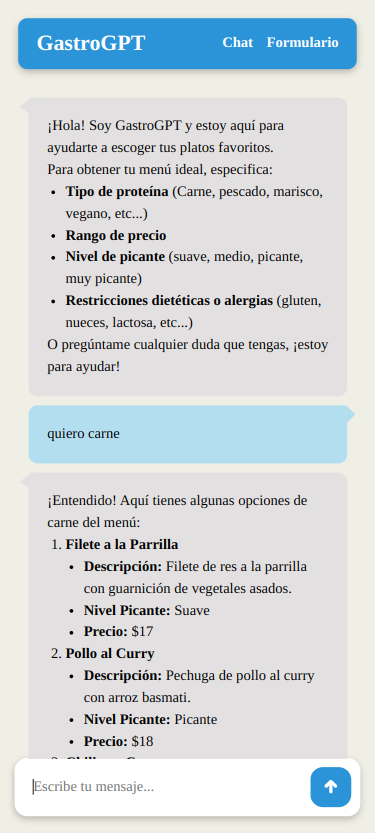 GastroGPT
Chat Formulario
¡Hola! Soy GastroGPT y estoy aquí para
ayudarte a escoger tus platos favoritos.
Para obtener tu menú ideal, especifica:
• Tipo de proteína (Carne, pescado, marisco,
vegano, etc...)
• Rango de precio
• Nivel de picante (suave, medio, picante,
muy picante)
• Restricciones dietéticas o alergias (gluten,
nueces, lactosa, etc...)
O pregúntame cualquier duda que tengas, ¡estoy
para ayudar!
quiero carne
¡Entendido! Aquí tienes algunas opciones de
carne del menú:
1. Filete a la Parrilla
• Descripción: Filete de res a la parrilla
con guarnición de vegetales asados.
• Nivel Picante: Suave
• Precio: $17
2. Pollo al Curry
• Descripción: Pechuga de pollo al curry
con arroz basmati.
• Nivel Picante: Picante
• Precio: $18
Escribe tu mensaje...